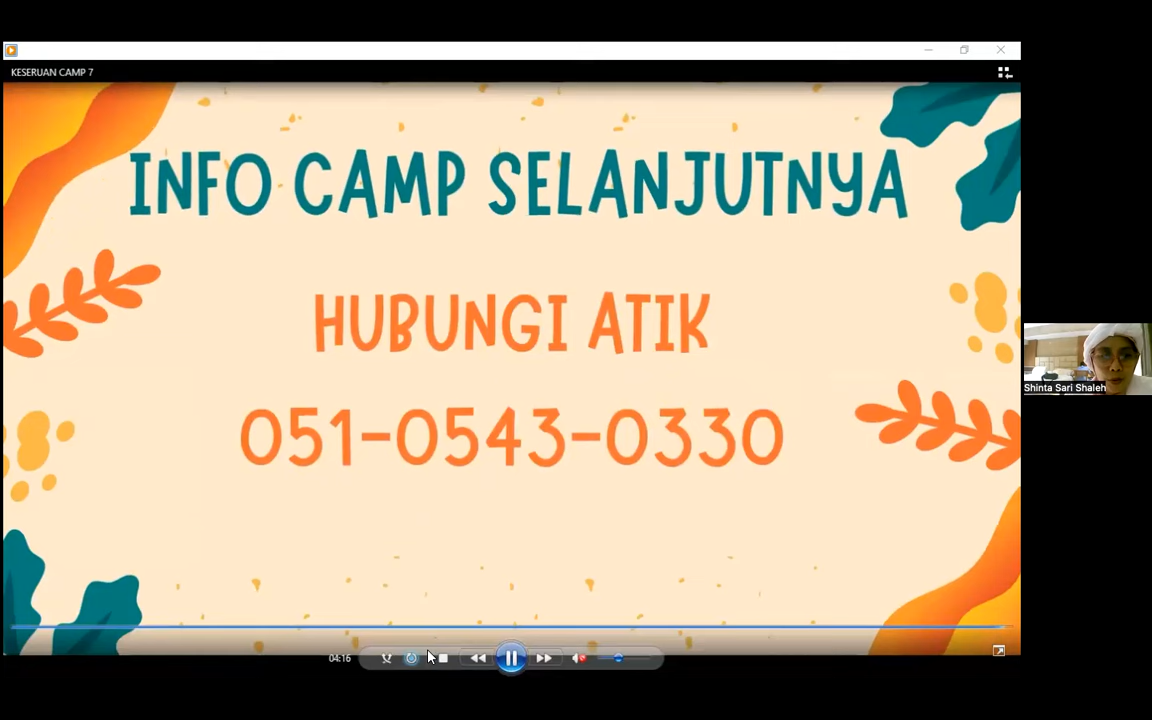 KESERUAN CAMP 7
INFO CAMP SELANJUTNYA
HUBUNGI ATIK
051-0543-0330
Shinta Sari Shaleh
04:16